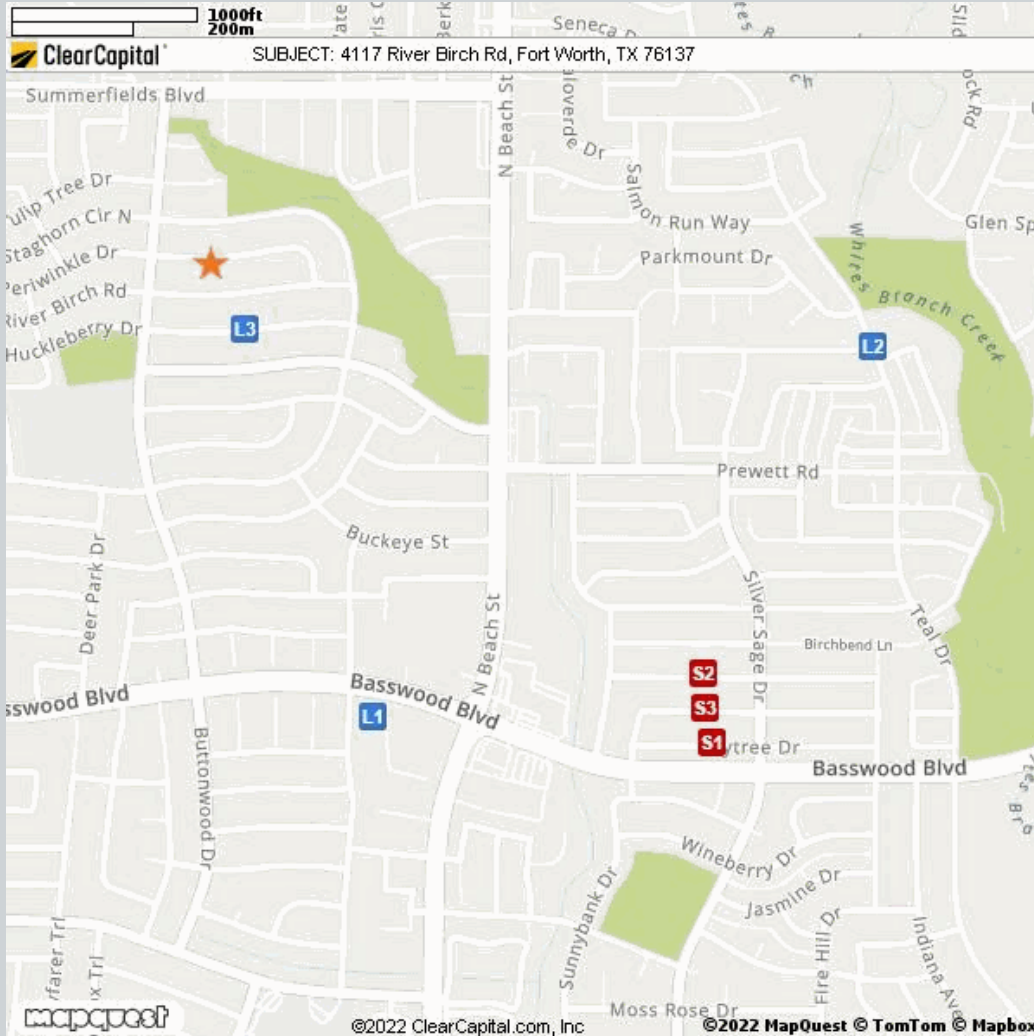 1000ft
200m
ClearCapital
SUBJECT: 4117 River Birch Rd, Fort Worth, TX 76137
Seneca
Summerfields Blvd
N Beach St
Tulip Tree Dr
Staghorn Cir N
Periwinkle Dr
River Birch Rd
Huckleberry Dr
Salmon Run Way
Parkmount Dr
Glen
Whites Branch Creek
L3
L2
Prewett Rd
Buckeye St
Deer Park Dr
Silver Sage Dr
N Beach St
Teal Dr
Birchbend Ln
S2
Basswood Blvd
S3
L1
S1
Basswood Blvd
Buttonwood Dr
Wineberry Dr
Jasmine Dr
Sunnybank Dr
Fire Hill Dr
Indiana Ave
Moss Rose Dr
mapquest
©2022 ClearCapital.com, Inc
©2022 MapQuest © TomTom © Mapbox